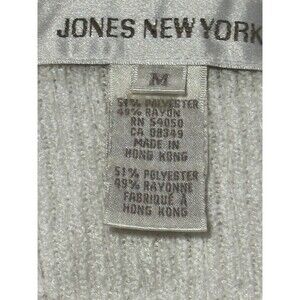 JONES NEW YORK
M
51% POLYESTER
49% RAYON
RN 54050
CA 08349
MADE IN
HONG KONG
51% POLYESTER
49% RAYONNE
FABRIQUÉ À
HONG KONG